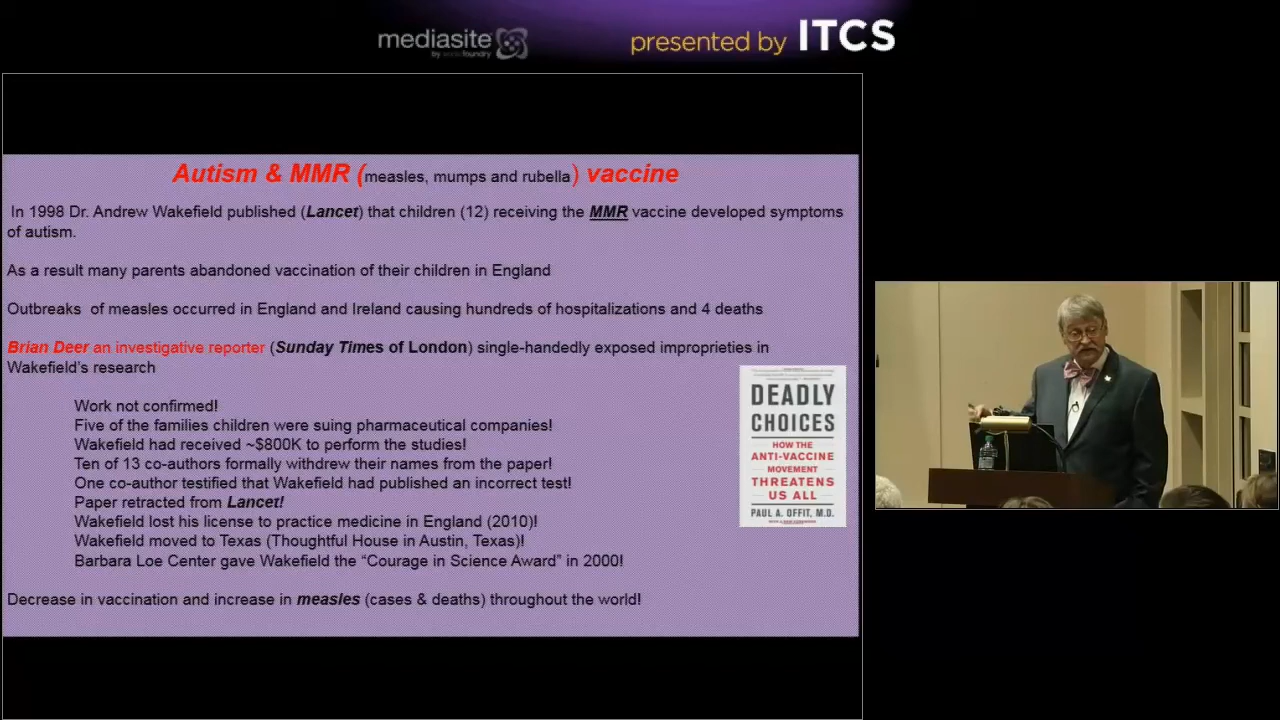 mediasite
presented by ITCS
Autism & MMR (measles, mumps and rubella) vaccine
In 1998 Dr. Andrew Wakefield published (Lancet) that children (12) receiving the MMR vaccine developed symptoms
of autism.
As a result many parents abandoned vaccination of their children in England
Outbreaks of measles occurred in England and Ireland causing hundreds of hospitalizations and 4 deaths
Brian Deer an investigative reporter (Sunday Times of London) single-handedly exposed improprieties in
Wakefield's research
Work not confirmed!
Five of the families children were suing pharmaceutical companies!
Wakefield had received ~$800K to perform the studies!
Ten of 13 co-authors formally withdrew their names from the paper!
One co-author testified that Wakefield had published an incorrect test!
Paper retracted from Lancet!
Wakefield lost his license to practice medicine in England (2010)!
Wakefield moved to Texas (Thoughtful House in Austin, Texas)!
Barbara Loe Center gave Wakefield the “Courage in Science Award” in 2000!
Decrease in vaccination and increase in measles (cases & deaths) throughout the world!
DEADLY
CHOICES
HOW THE
ANTI-VACCINE
MOVEMENT
THREATENS
US ALL
PAUL A. OFFIT, M.D.